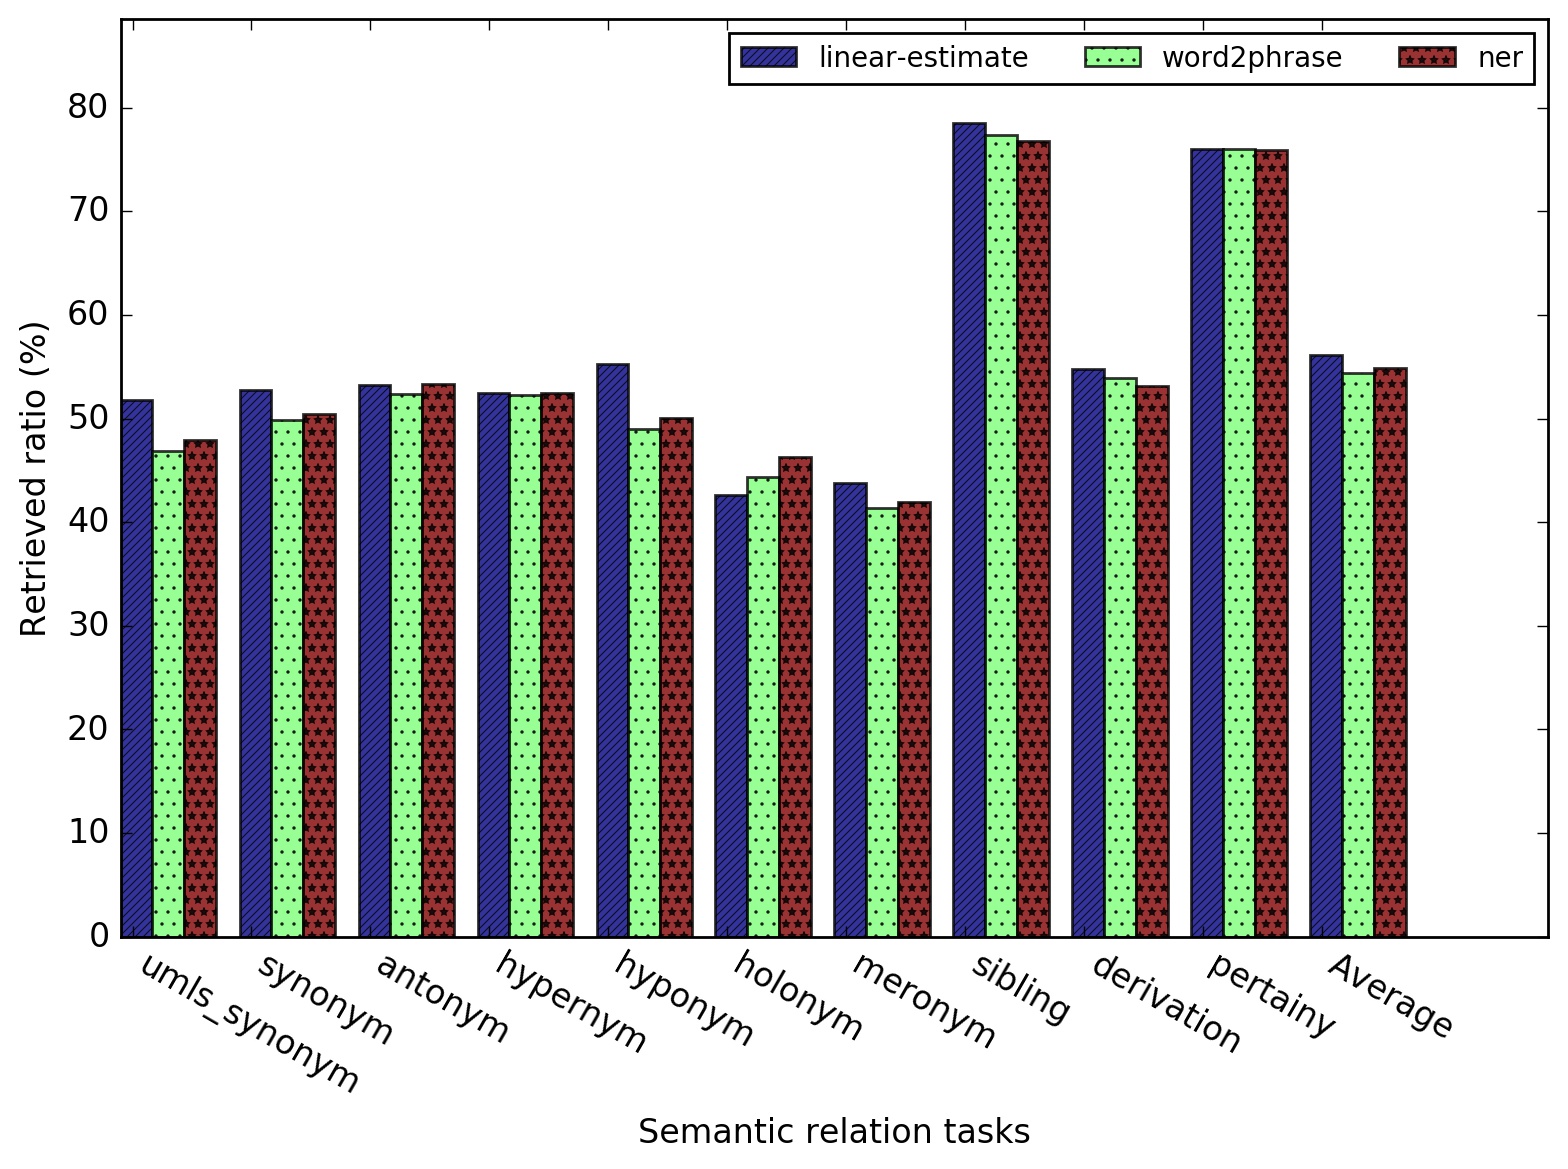 linear-estimate word2phrase ner
80
70
60
50
40
30
20
10
0
Retrieved ratio (%)
umls_synonym
synonym
antonym
hypernym
hyponym
holonym
meronym
sibling
derivation
pertainy
Average
Semantic relation tasks